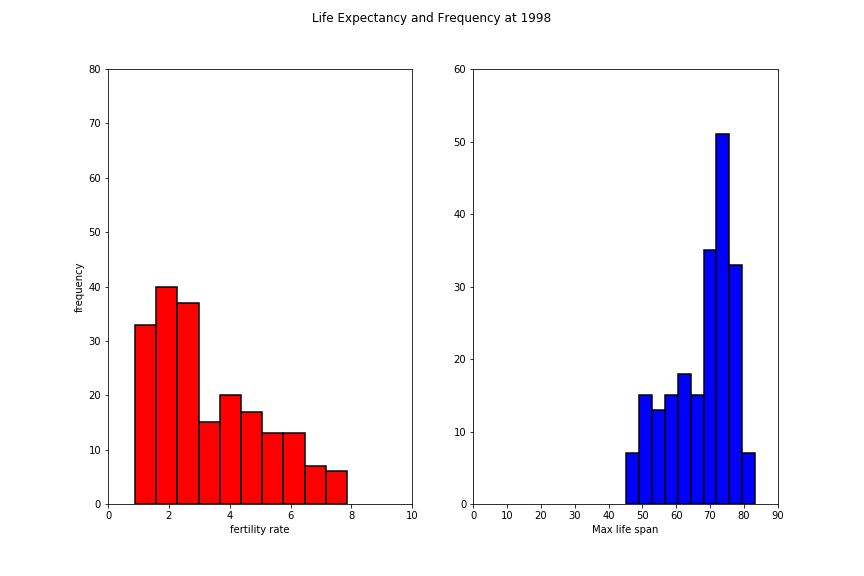 Life Expectancy and Frequency at 1998
80
70
60
50
40
30
20
10
0
frequency
0 2 4 6 8 10
fertility rate
60
50
40
30
20
10
0
0 10 20 30 40 50 60 70 80 90
Max life span